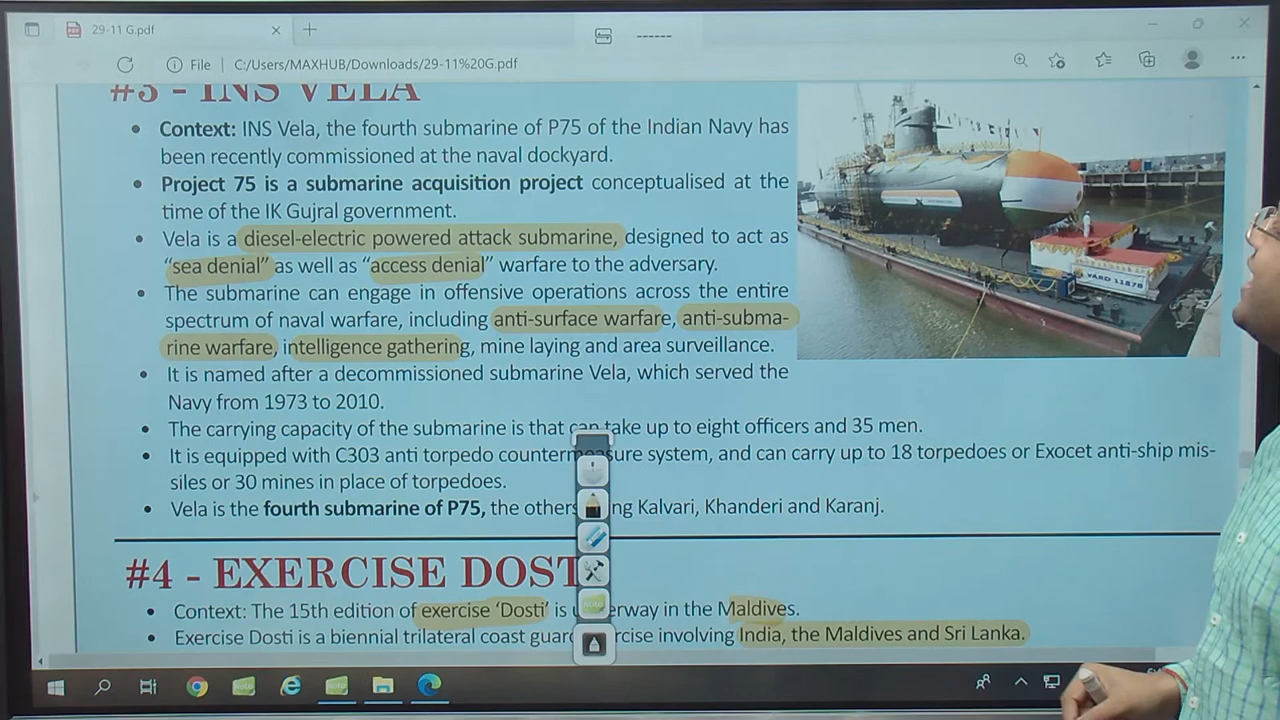 29-11 G.pdf
File
C:/Users/MAXHUB/Downloads/29-11%20G.pdf
#3 - INS VELA
Context: INS Vela, the fourth submarine of P75 of the Indian Navy has
been recently commissioned at the naval dockyard.
Project 75 is a submarine acquisition project conceptualised at the
time of the IK Gujral government.
Vela is a diesel-electric powered attack submarine, designed to act as
“sea denial” as well as “access denial” warfare to the adversary.
The submarine can engage in offensive operations across the entire
spectrum of naval warfare, including anti-surface warfare, anti-subma-
rine warfare, intelligence gathering, mine laying and area surveillance.
It is named after a decommissioned submarine Vela, which served the
Navy from 1973 to 2010.
The carrying capacity of the submarine is that can take up to eight officers and 35 men.
It is equipped with C303 anti torpedo countermeasure system, and can carry up to 18 torpedoes or Exocet anti-ship mis-
siles or 30 mines in place of torpedoes.
Vela is the fourth submarine of P75, the others ng Kalvari, Khanderi and Karanj.
YARD 11878
#4 - EXERCISE DOST
Context: The 15th edition of exercise ‘Dosti’ is u erway in the Maldives.
Exercise Dosti is a biennial trilateral coast guard rcise involving India, the Maldives and Sri Lanka.
Note
Note
Note